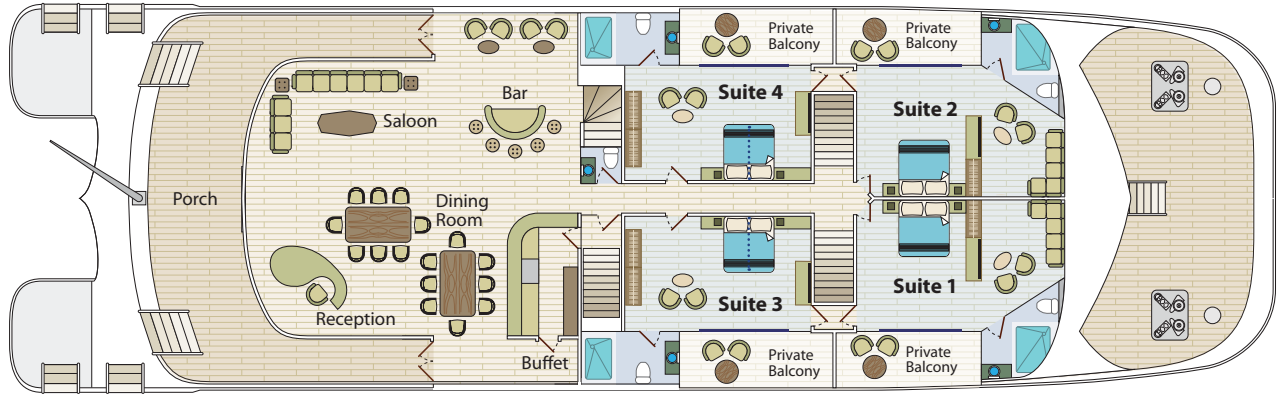 Private
Balcony
Private
Balcony
Suite 4
Suite 2
Bar
Saloon
Porch
Dining
Room
Suite 3
Suite 1
Reception
Buffet
Private
Balcony
Private
Balcony